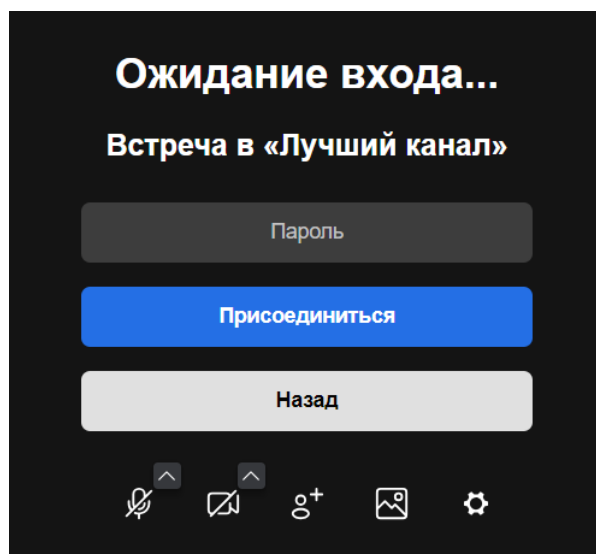 Ожидание входа...
Встреча в «Лучший канал»
Пароль
Присоединиться
Назад